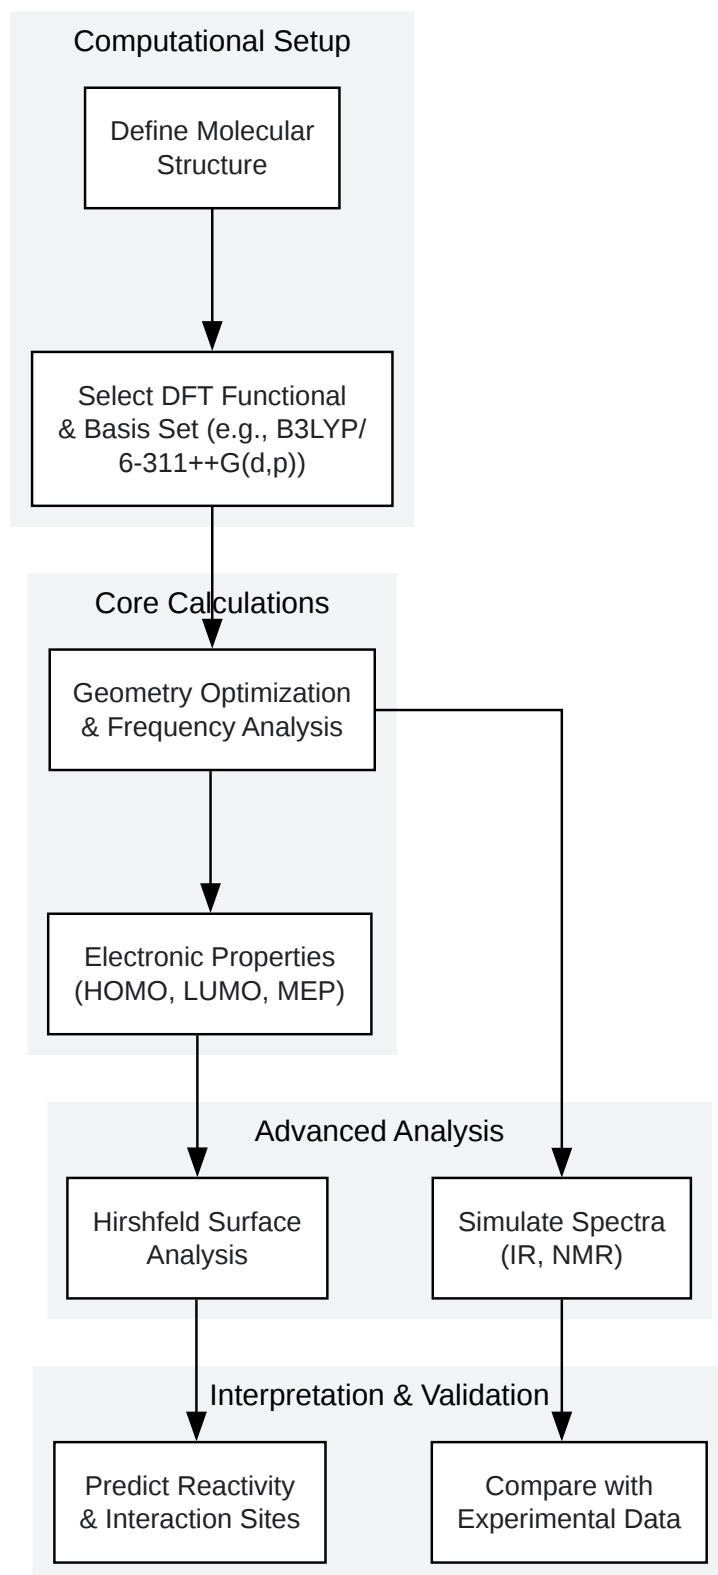 Computational Setup
Define Molecular
Structure
Select DFT Functional
& Basis Set (e.g., B3LYP/
6-311++G(d,p))
Core Calculations
Geometry Optimization
& Frequency Analysis
Electronic Properties
(HOMO, LUMO, MEP)
Advanced Analysis
Hirshfeld Surface
Analysis
Simulate Spectra
(IR, NMR)
Interpretation & Validation
Predict Reactivity
& Interaction Sites
Compare with
Experimental Data